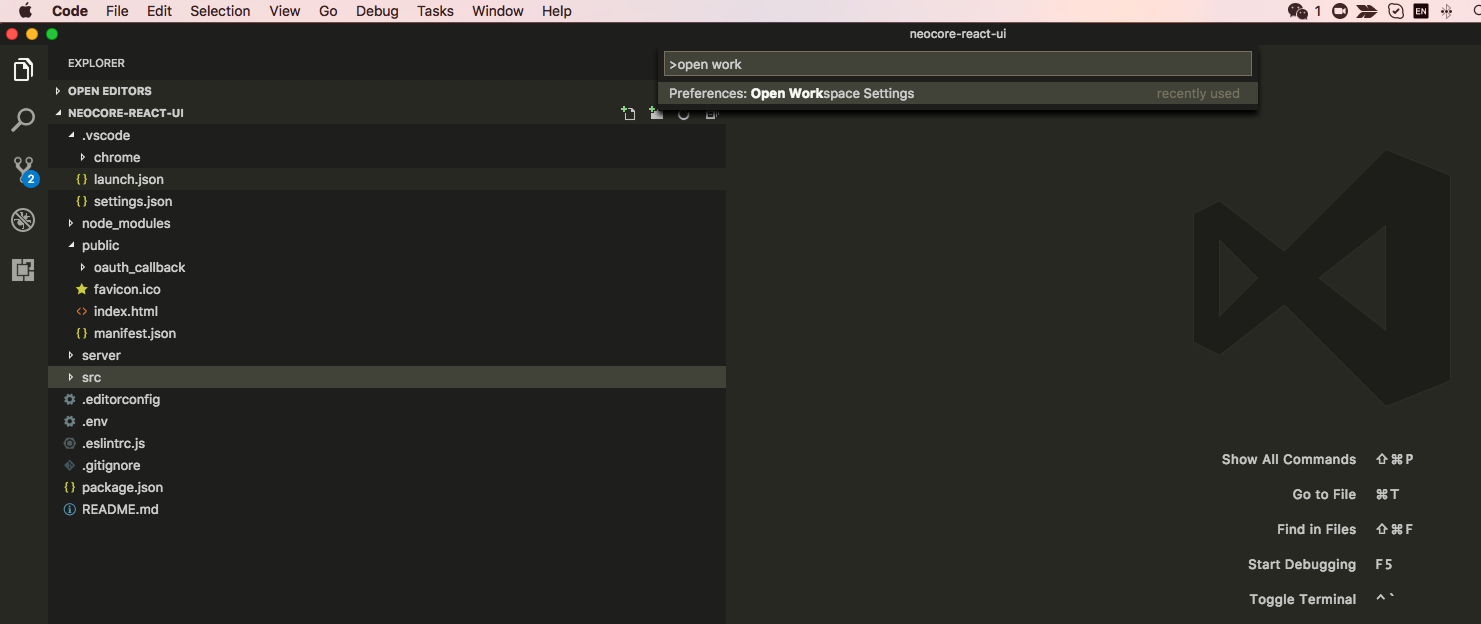 Code File Edit Selection View Go Debug Tasks Window Help 1 EN
neocore-react-ui
EXPLORER
>open work
OPEN EDITORS
Preferences: Open Workspace Settings recently used
NEOCORE-REACT-UI
.vscode
chrome
{} launch.json
{} settings.json
2
node_modules
public
oauth_callback
favicon.ico
<> index.html
{} manifest.json
server
src
.editorconfig
.env
.eslintrc.js
.gitignore
{} package.json
README.md
Show All Commands ⇧⌘P
Go to File ⌘T
Find in Files ⇧⌘F
Start Debugging F5
Toggle Terminal ^`